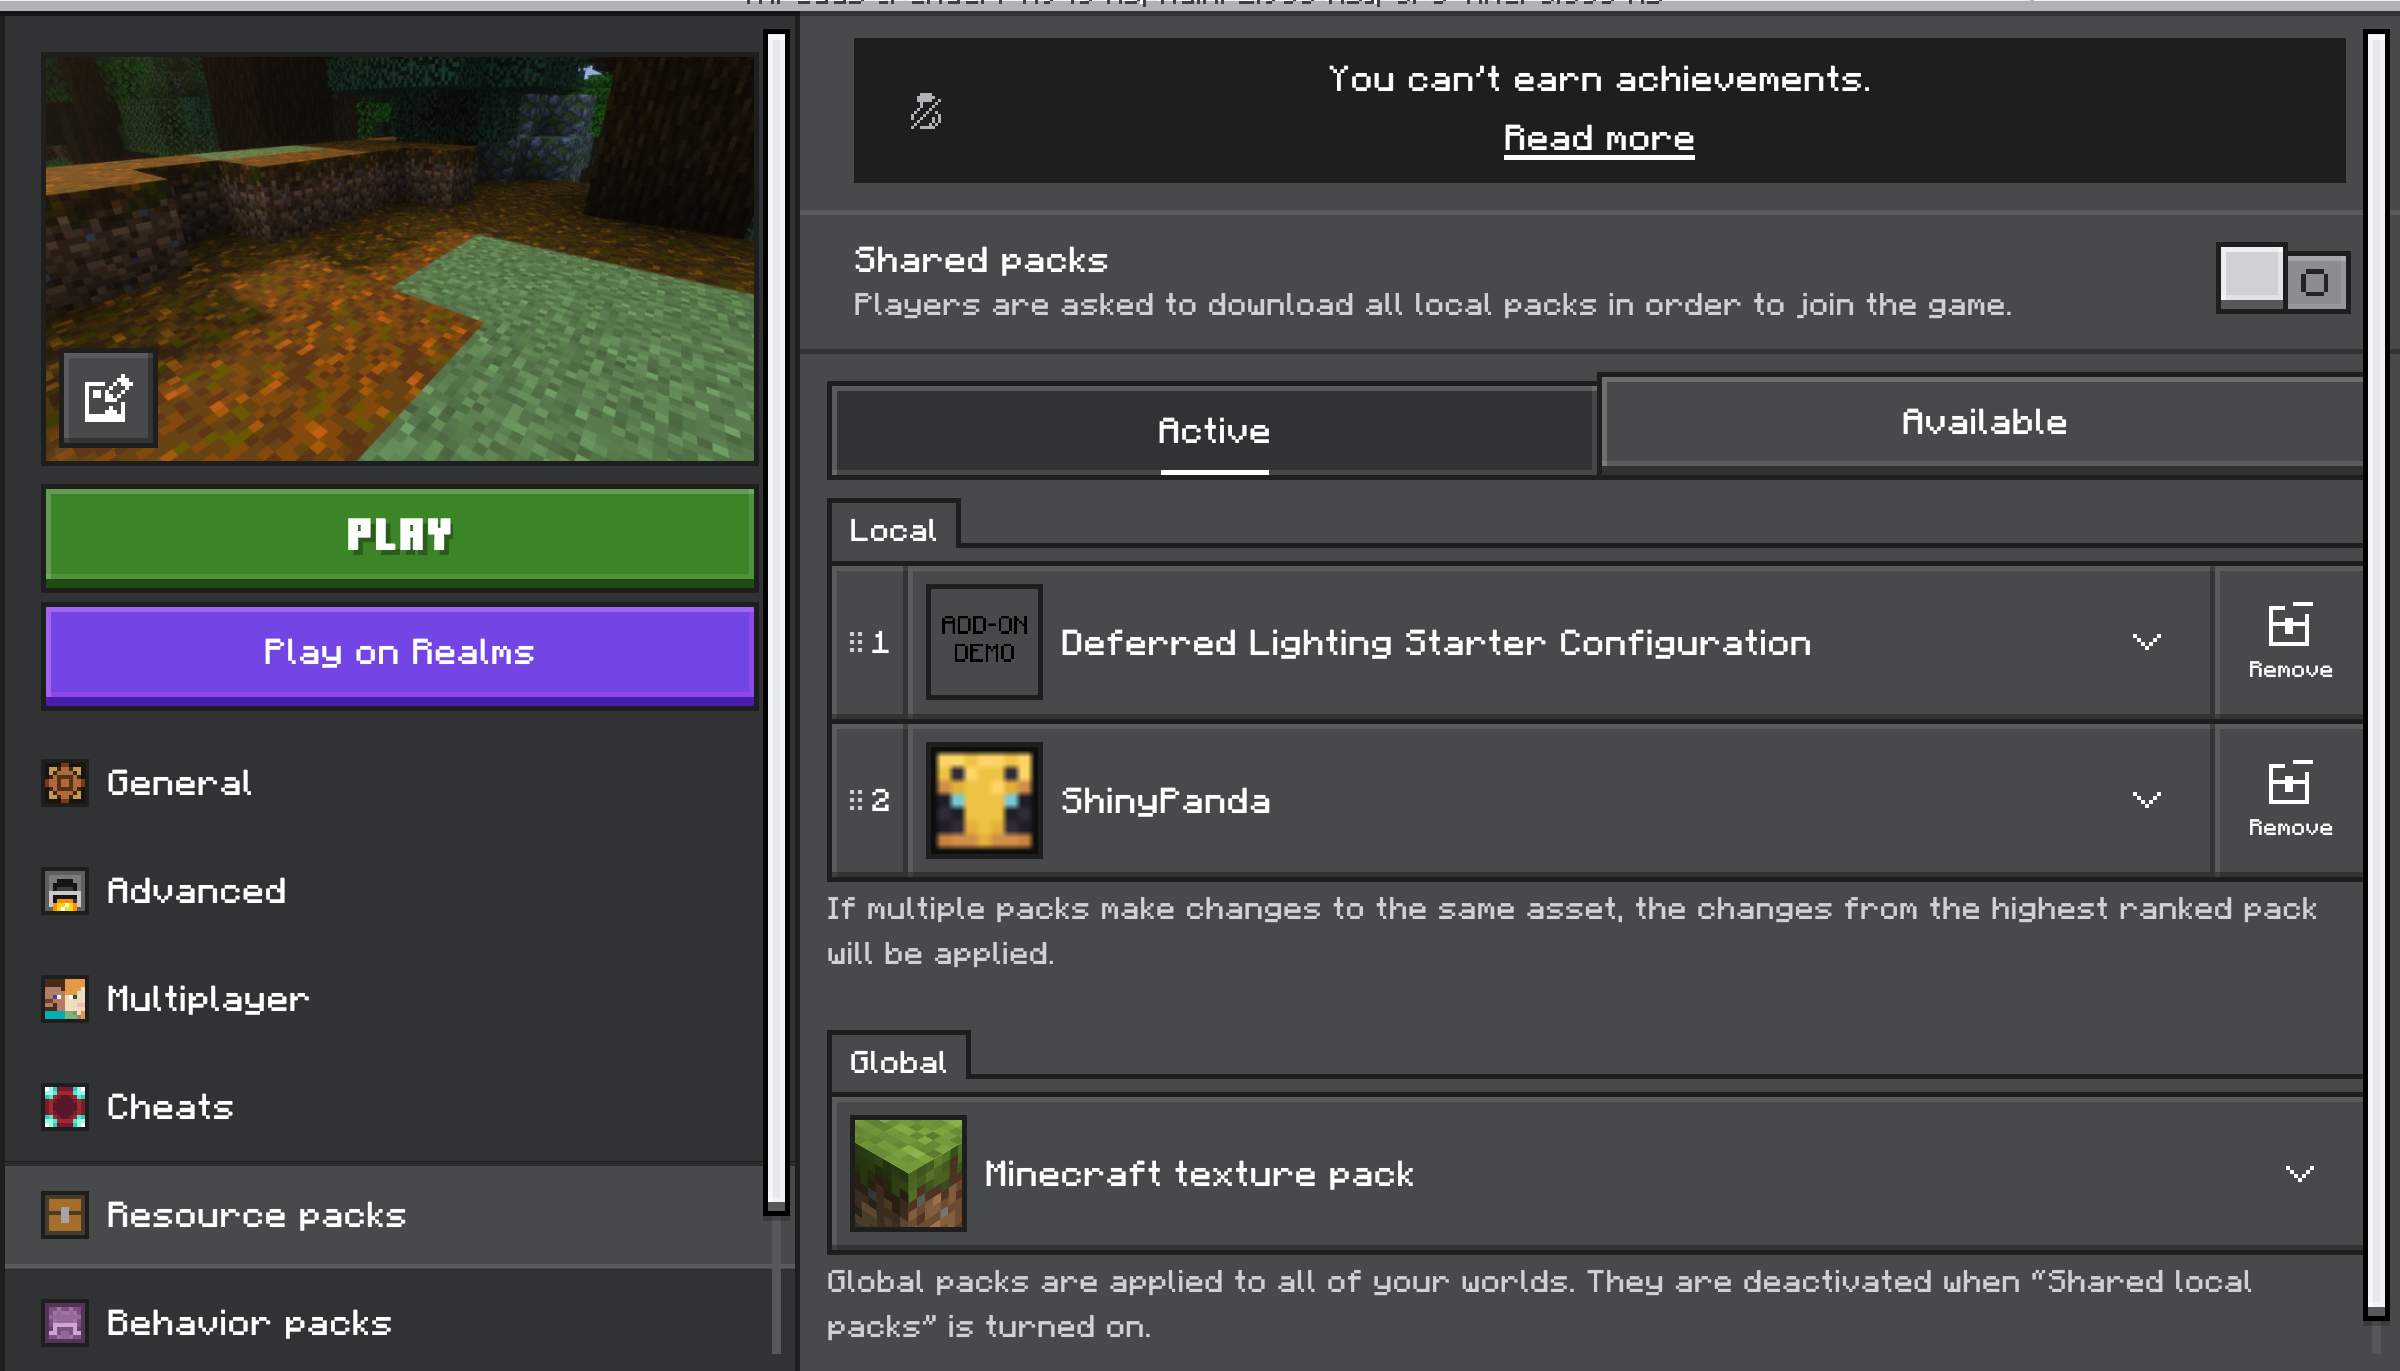 You can't earn achievements.
Read more
Shared packs
Players are asked to download all local packs in order to join the game.
Active
Available
PLAY
Play on Realms
General
Advanced
Multiplayer
Cheats
Resource packs
Behavior packs
Local
1
ADD-ON
DEMO
Deferred Lighting Starter Configuration
Remove
2
ShinyPanda
Remove
If multiple packs make changes to the same asset, the changes from the highest ranked pack
will be applied.
Global
Minecraft texture pack
Global packs are applied to all of your worlds. They are deactivated when "Shared local
packs" is turned on.